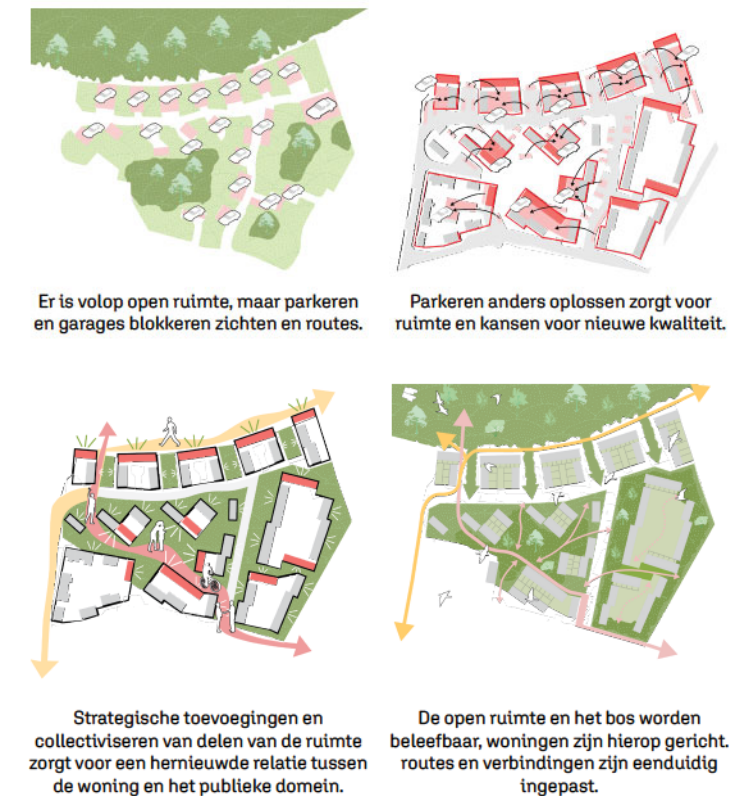 Er is volop open ruimte, maar parkeren
en garages blokkeren zichten en routes.
Parkeren anders oplossen zorgt voor
ruimte en kansen voor nieuwe kwaliteit.
Strategische toevoegingen en
collectiviseren van delen van de ruimte
zorgt voor een hernieuwde relatie tussen
de woning en het publieke domein.
De open ruimte en het bos worden
beleefbaar, woningen zijn hierop gericht.
routes en verbindingen zijn eenduidig
ingepast.